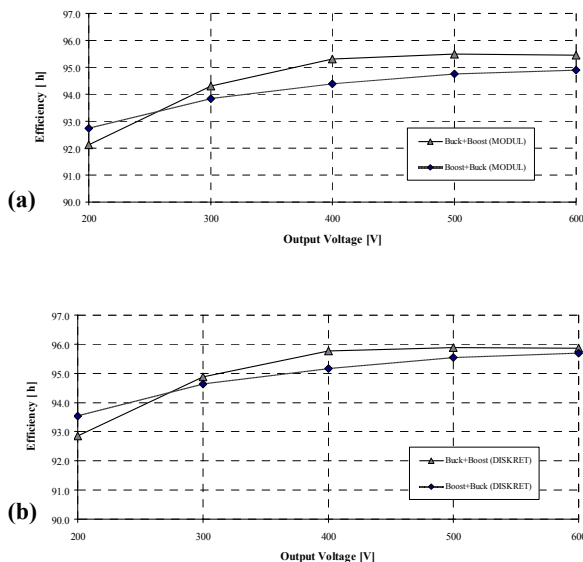 97.0
96.0
95.0
94.0
93.0
92.0
91.0
90.0
Efficiency [ h]
Buck+Boost (MODUL)
Boost+Buck (MODUL)
(a)
200 300 400 500 600
Output Voltage [V]
97.0
96.0
95.0
94.0
93.0
92.0
91.0
90.0
Efficiency [ h]
Buck+Boost (DISKRET)
Boost+Buck (DISKRET)
(b)
200 300 400 500 600
Output Voltage [V]